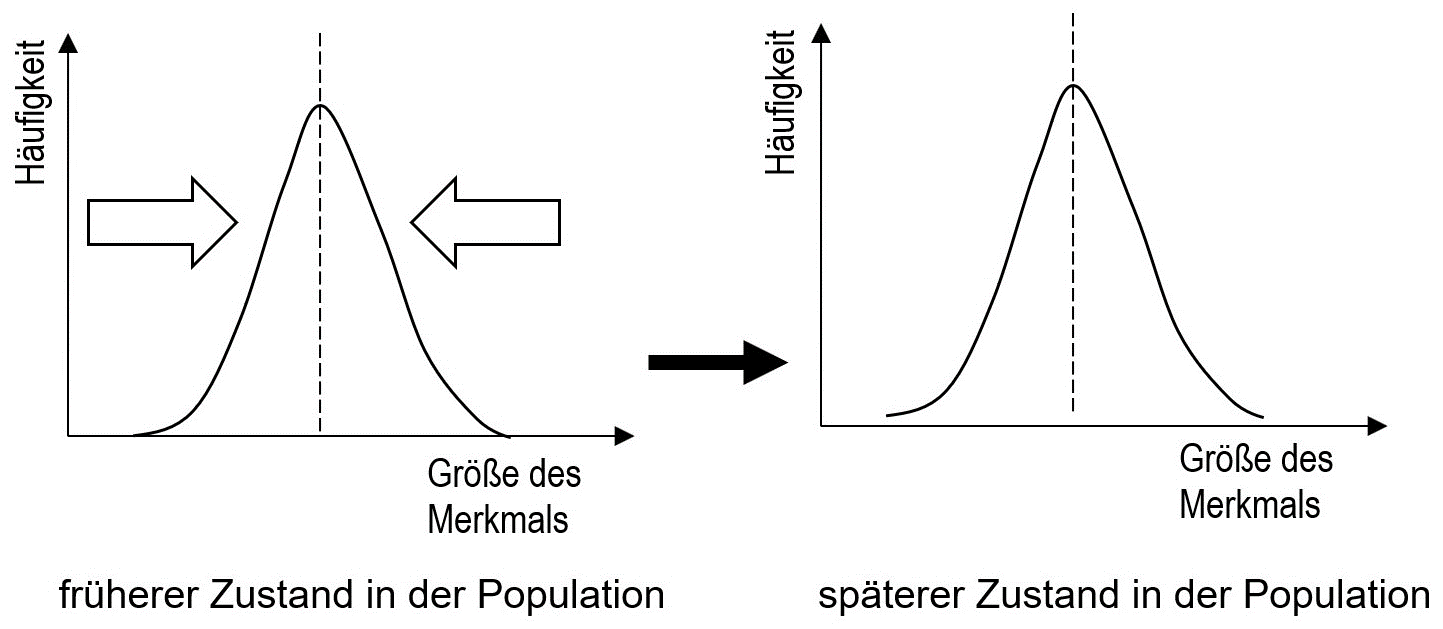 Häufigkeit
Größe des
Merkmals
früherer Zustand in der Population
Häufigkeit
Größe des
Merkmals
späterer Zustand in der Population